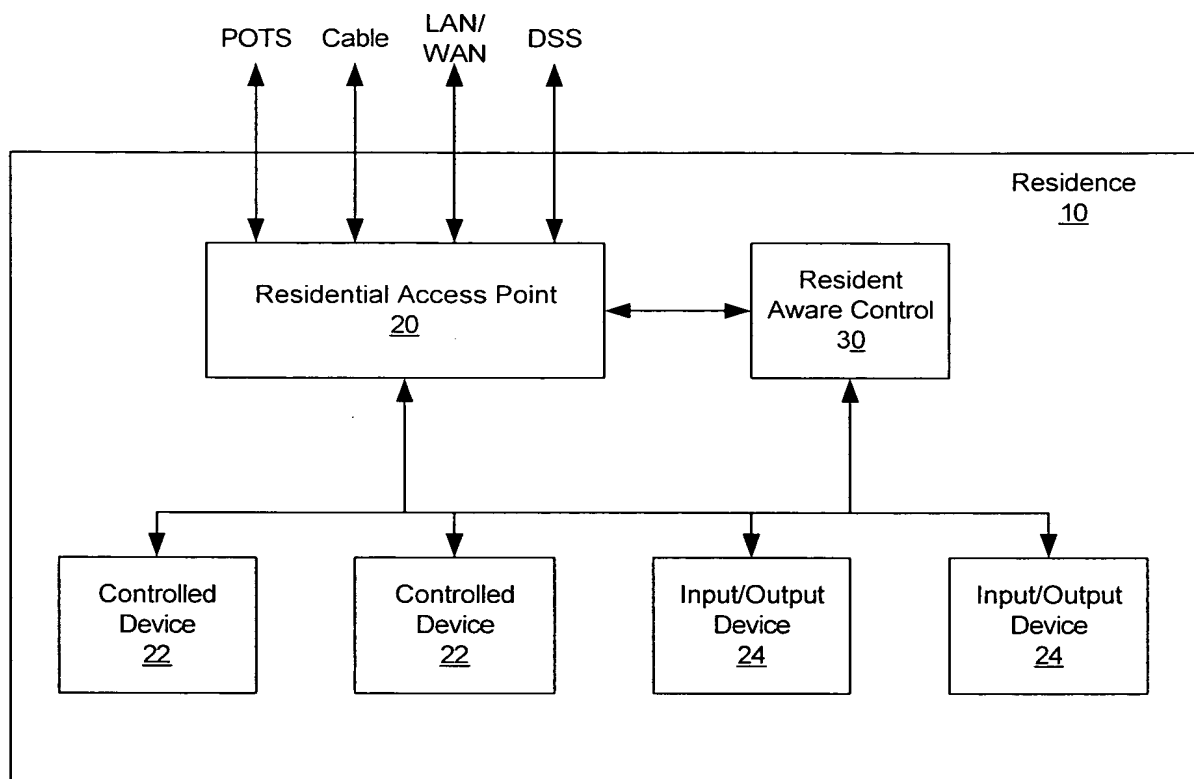 POTS
Cable
LAN/
WAN
DSS
Residence
10
Residential Access Point
20
Resident
Aware Control
30
Controlled
Device
22
Controlled
Device
22
Input/Output
Device
24
Input/Output
Device
24